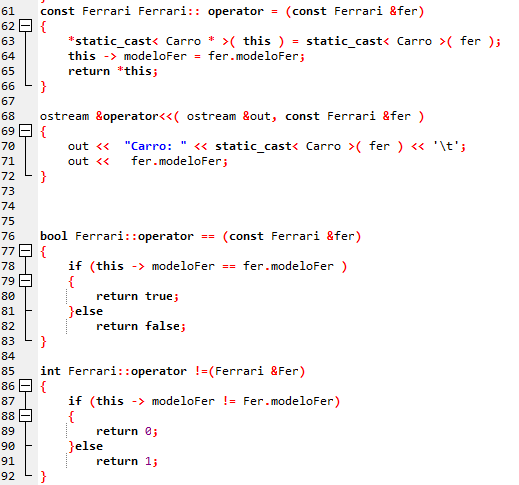 61 const Ferrari Ferrari:: operator = (const Ferrari &fer)
62 {
63     *static_cast< Carro * >( this ) = static_cast< Carro >( fer );
64     this -> modeloFer = fer.modeloFer;
65     return *this;
66 }
67
68 ostream &operator<<( ostream &out, const Ferrari &fer )
69 {
70     out <<  "Carro: " << static_cast< Carro >( fer ) << '\t';
71     out <<   fer.modeloFer;
72 }
73
74
75
76 bool Ferrari::operator == (const Ferrari &fer)
77 {
78     if (this -> modeloFer == fer.modeloFer )
79     {
80         return true;
81     }else
82         return false;
83 }
84
85 int Ferrari::operator !=(Ferrari &Fer)
86 {
87     if (this -> modeloFer != Fer.modeloFer)
88     {
89         return 0;
90     }else
91         return 1;
92 }